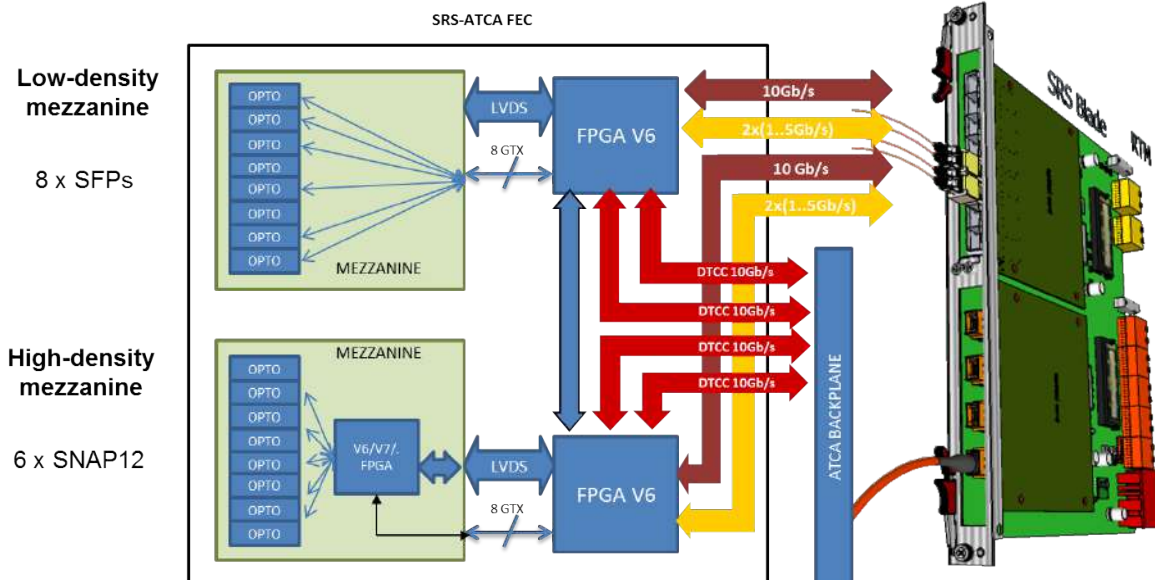 SRS-ATCA FEC
Low-density
mezzanine
8 x SFPs
OPTO
OPTO
OPTO
OPTO
OPTO
OPTO
OPTO
OPTO
MEZZANINE
LVDS
8 GTX
FPGA V6
10Gb/s
2x(1..5Gb/s)
10 Gb/s
2x(1..5Gb/s)
DTCC 10Gb/s
DTCC 10Gb/s
DTCC 10Gb/s
DTCC 10Gb/s
ATCA BACKPLANE
SRS Blade
RTM
High-density
mezzanine
6 x SNAP12
MEZZANINE
OPTO
OPTO
OPTO
OPTO
OPTO
OPTO
OPTO
OPTO
V6/V7/.
FPGA
LVDS
8 GTX
FPGA V6